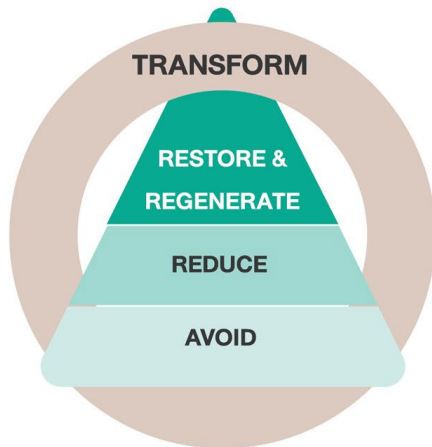 TRANSFORM
RESTORE &
REGENERATE
REDUCE
AVOID